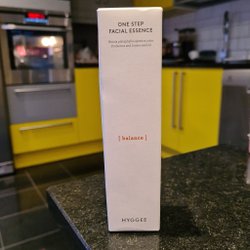 ONE STEP
FACIAL ESSENCE
[ balance ]
HYGGEE